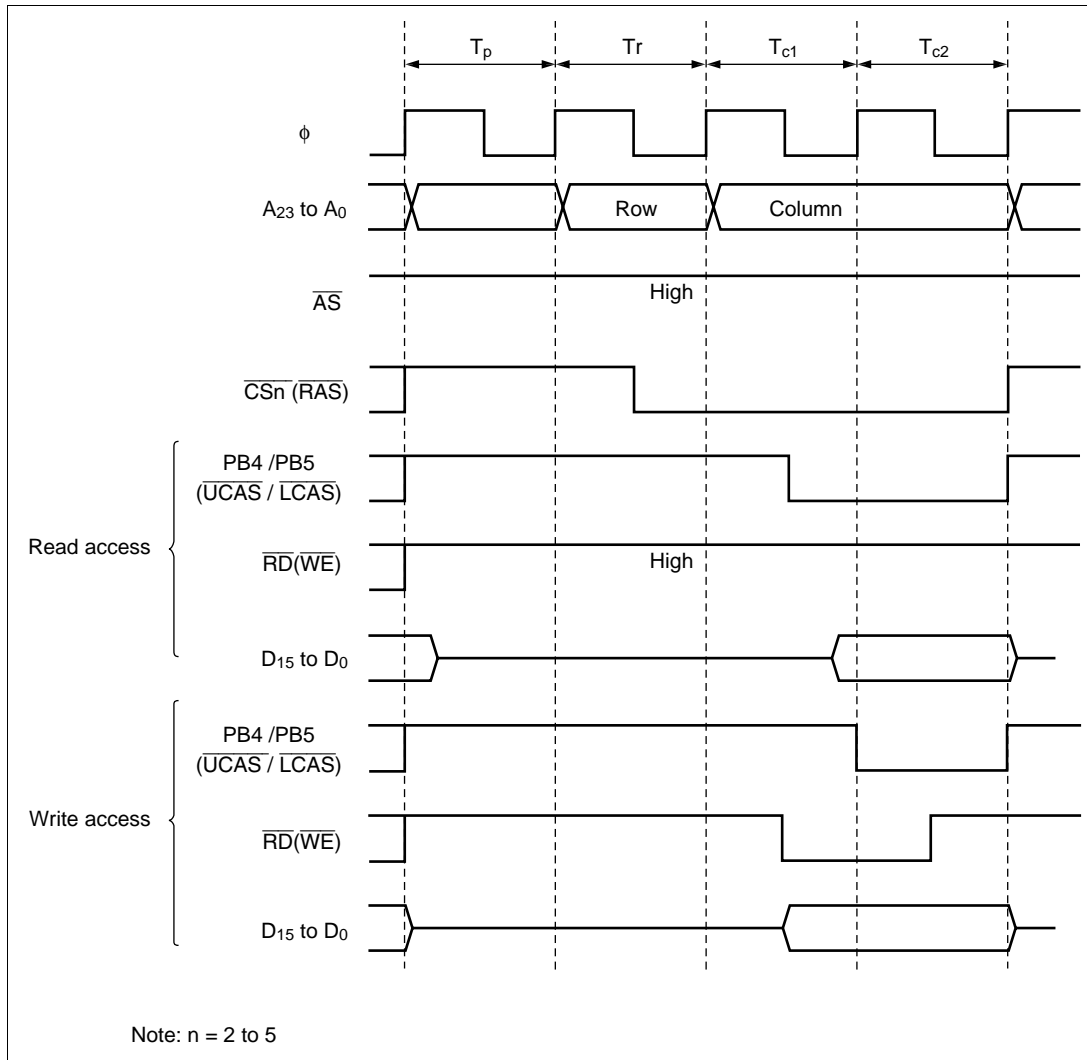 Tp Tr Tc1 Tc2
φ
A23 to A0 Row Column
AS High
CSn (RAS)
Read access
PB4 /PB5
(UCAS / LCAS)
RD(WE) High
D15 to D0
Write access
PB4 /PB5
(UCAS / LCAS)
RD(WE)
D15 to D0
Note: n = 2 to 5